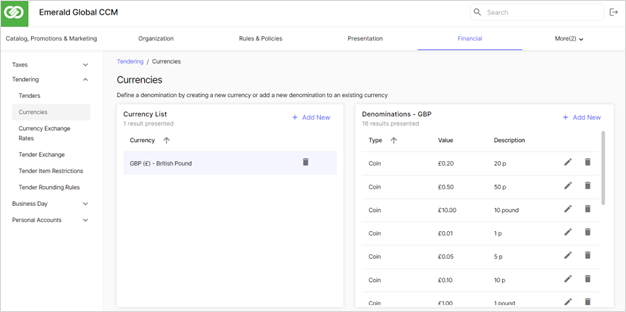 Emerald Global CCM
Search
Catalog, Promotions & Marketing
Organization
Rules & Policies
Presentation
Financial
More(2)
Taxes
Tendering
Tenders
Currencies
Currency Exchange
Rates
Tender Exchange
Tender Item Restrictions
Tender Rounding Rules
Business Day
Personal Accounts
Tendering / Currencies
Currencies
Define a denomination by creating a new currency or add a new denomination to an existing currency
Currency List
1 result presented
+ Add New
Currency
GBP (£) - British Pound
Denominations - GBP
16 results presented
+ Add New
Type Value Description
Coin £0.20 20 p
Coin £0.50 50 p
Coin £10.00 10 pound
Coin £0.01 1 p
Coin £0.05 5 p
Coin £0.10 10 p
Coin £1.00 1 pound